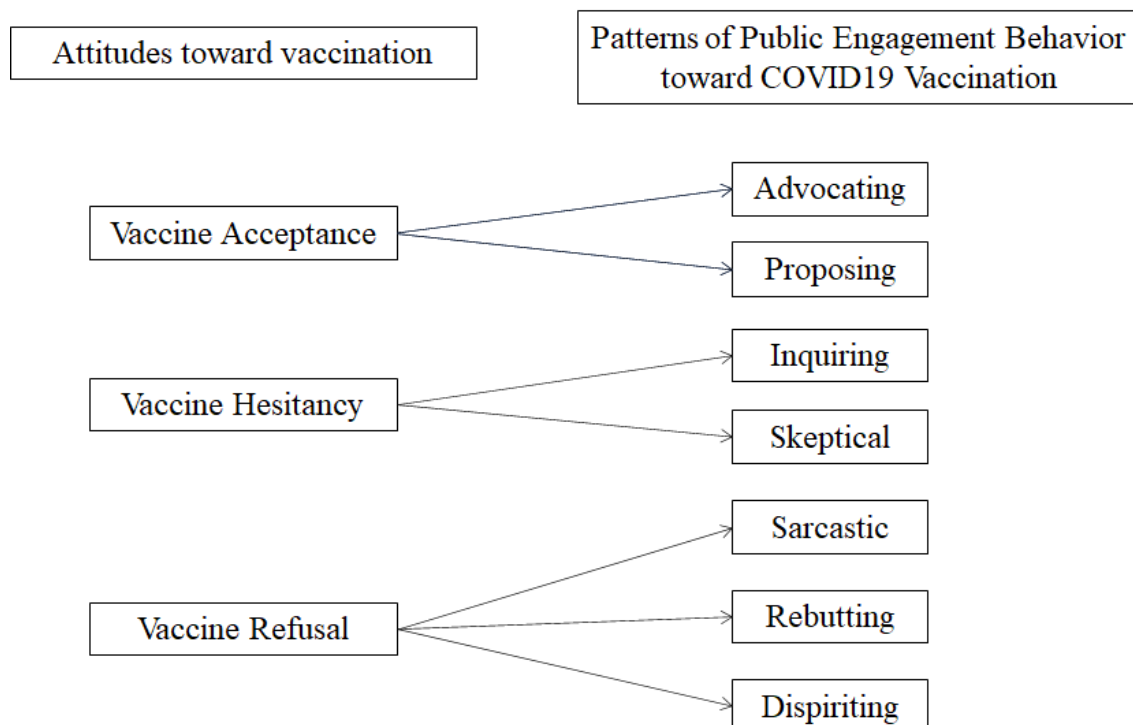 Attitudes toward vaccination
Patterns of Public Engagement Behavior
toward COVID19 Vaccination
Vaccine Acceptance
Advocating
Proposing
Vaccine Hesitancy
Inquiring
Skeptical
Vaccine Refusal
Sarcastic
Rebutting
Dispiriting